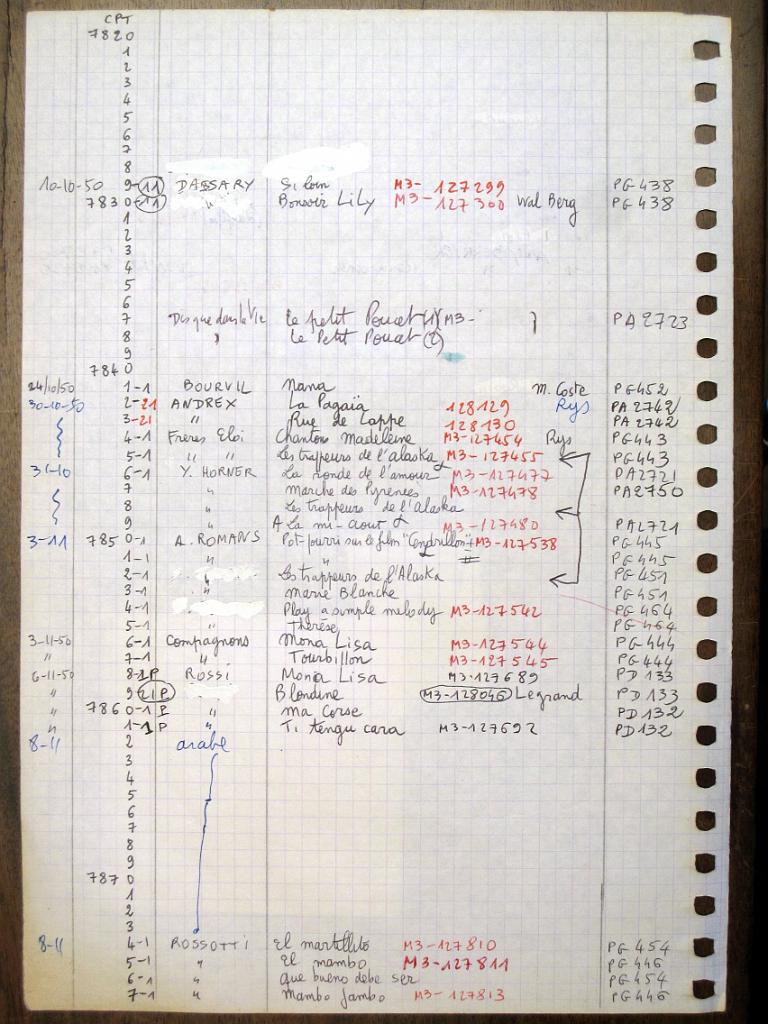 CPT
7820
1
2
3
4
5
6
7
8
10-10-50 9-11 DASSARY Si loin M3-127299 PG 438
7830-11 " Bonsoir Lily M3-127300 Wal Berg PG 438
1
2
3
4
5
6
7 Disque dans la Vie Le petit Poucet (1) M3- PA 2723
8 " Le Petit Poucet (2)
9
7840
24/10/50 1-1 BOURVIL Nana M. Coste PG 452
30-10-50 2-21 ANDREX La Pagaïa 128129 Rys PA 2742
3-21 " Rue de Lappe 128130 PA 2742
4-1 Frères Eloi Chantons Madeleine M3-127454 Rys PG 443
5-1 " " Les trapeurs de l'alaska M3-127455 PG 443
31-10 6-1 Y. HORNER La ronde de l'amour M3-127477 PA 2721
7 " Marche des Pyrenees M3-127478 PA 2750
8 " Les trappeurs de l'Alaska
9 " A La mi-aout M3-127480 PA 2721
3-11 7850-1 A. ROMANS Pot-pourri sur le film "Cendrillon" M3-127538 PG 445
1-1 " " PG 445
2-1 " Les trappeurs de l'Alaska PG 451
3-1 " Marie Blanche PG 451
4-1 Play a simple melody M3-127542 PG 464
5-1 " Thérèse PG 464
3-11-50 6-1 Compagnons Mona Lisa M3-127544 PG 444
" 7-1 " Tourbillon M3-127545 PG 444
6-11-50 8-1P ROSSI Mona Lisa M3-127689 PD 133
" 9-21P Blondine M3-128046 Legrand PD 133
" 7860-1P " Ma Corse PD 132
" 1-1P " Ti tengu cara M3-127692 PD 132
8-11 2 arabe
3
4
5
6
7
8
9
7870
1
2
3
8-11 4-1 ROSSOTTI El martillito M3-127810 PG 454
5-1 " El mambo M3-127811 PG 446
6-1 " Que bueno debe ser PG 454
7-1 " Mambo Jambo M3-127813 PG 446